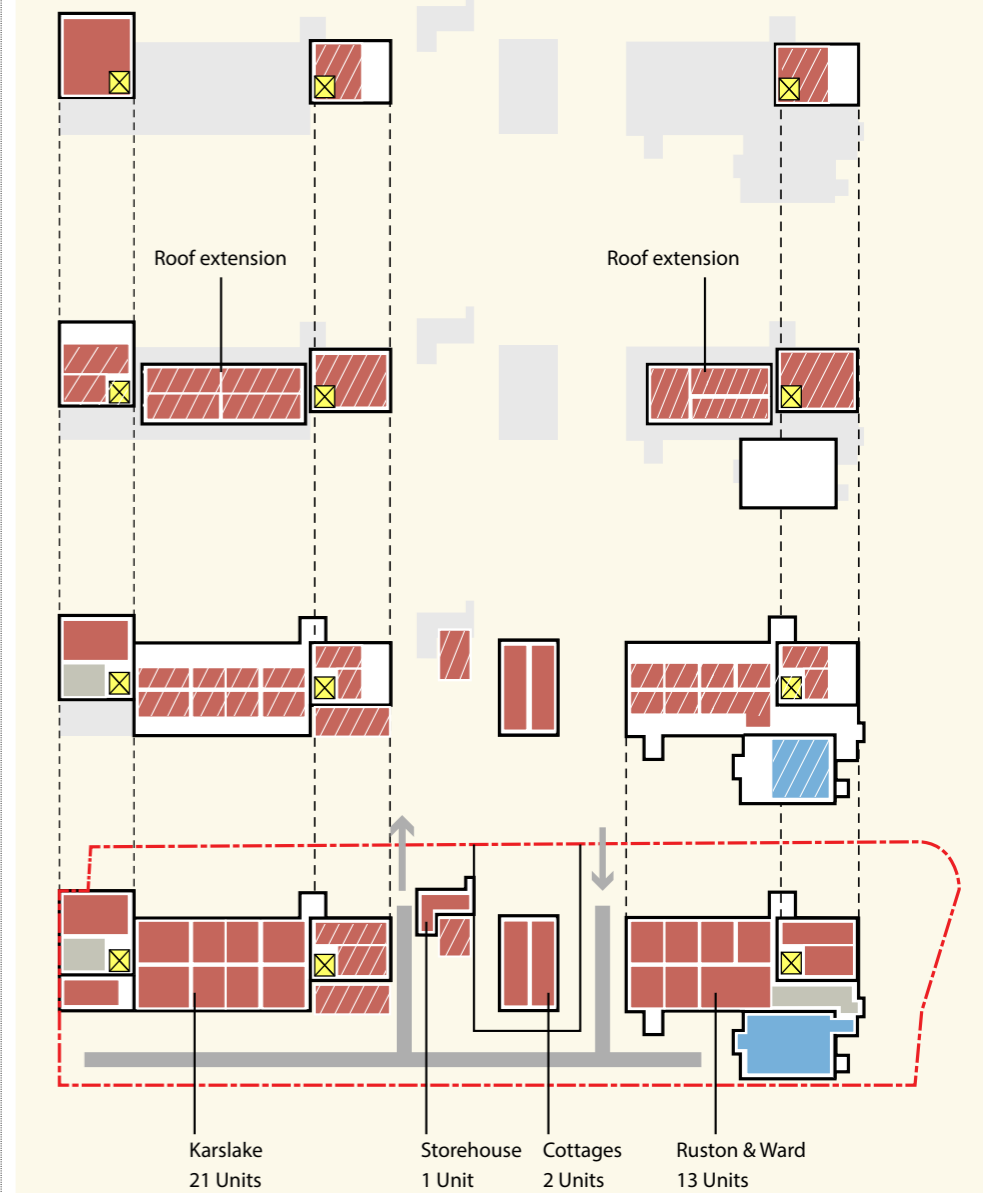 Roof extension
Roof extension
Karslake
21 Units
Storehouse
1 Unit
Cottages
2 Units
Ruston & Ward
13 Units